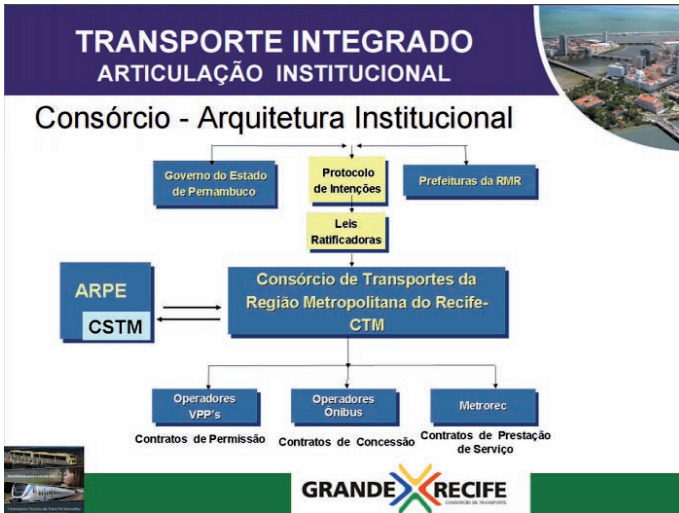 TRANSPORTE INTEGRADO
ARTICULAÇÃO INSTITUCIONAL
Consórcio - Arquitetura Institucional
Governo do Estado
de Pernambuco
Protocolo
de Intenções
Prefeituras da RMR
Leis
Ratificadoras
ARPE
CSTM
Consórcio de Transportes da
Região Metropolitana do Recife-
CTM
Operadores
VPP's
Operadores
Ônibus
Metrorec
Contratos de Permissão
Contratos de Concessão
Contratos de Prestação
de Serviço
GRANDE RECIFE
CONSÓRCIO DE TRANSPORTE